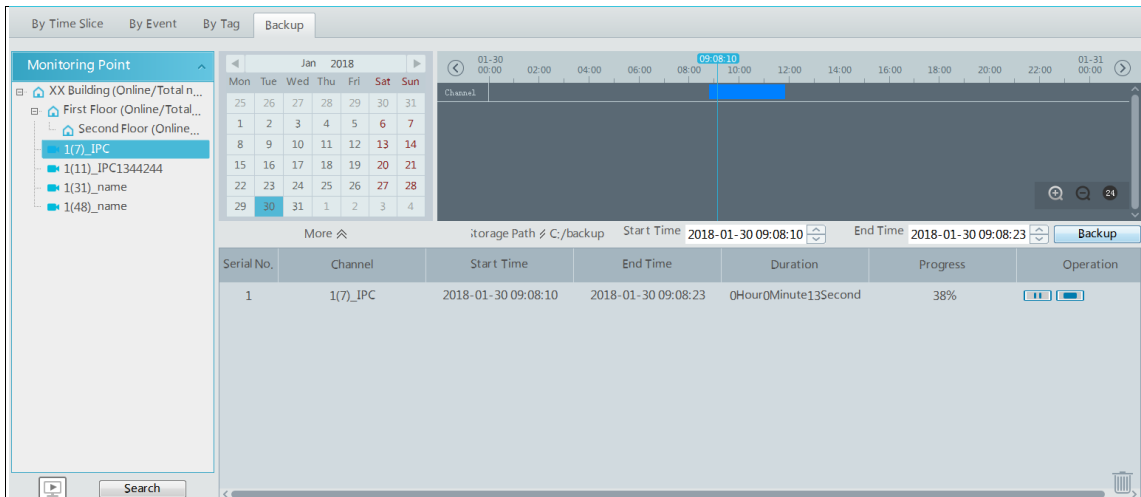 By Time Slice By Event By Tag Backup
Monitoring Point
XX Building (Online/Total n...
First Floor (Online/Total...
Second Floor (Online...
1(7)_IPC
1(11)_IPC1344244
1(31)_name
1(48)_name
Search
Jan 2018
Mon Tue Wed Thu Fri Sat Sun
25 26 27 28 29 30 31
1 2 3 4 5 6 7
8 9 10 11 12 13 14
15 16 17 18 19 20 21
22 23 24 25 26 27 28
29 30 31 1 2 3 4
More
01-30 09:08:10 01-31
00:00 02:00 04:00 06:00 08:00 10:00 12:00 14:00 16:00 18:00 20:00 22:00 00:00
Channel
24
torage Path C:/backup Start Time 2018-01-30 09:08:10 End Time 2018-01-30 09:08:23 Backup
Serial No. Channel Start Time End Time Duration Progress Operation
1 1(7)_IPC 2018-01-30 09:08:10 2018-01-30 09:08:23 0Hour0Minute13Second 38%